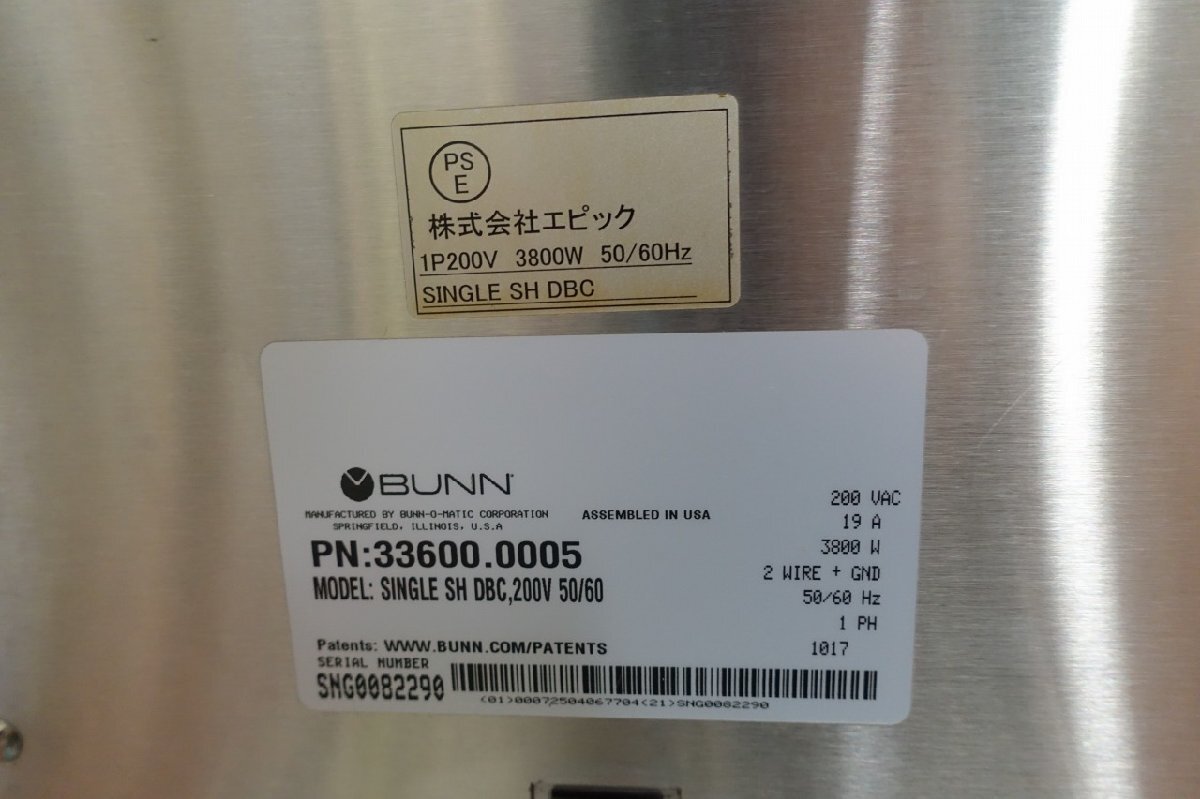 PS
E
株式会社エピック
1P200V 3800W 50/60Hz
SINGLE SH DBC
BUNN
MANUFACTURED BY BUNN-O-MATIC CORPORATION
SPRINGFIELD, ILLINOIS, U.S.A
ASSEMBLED IN USA
PN:33600.0005
MODEL: SINGLE SH DBC,200V 50/60
200 VAC
19 A
3800 W
2 WIRE + GND
50/60 Hz
1 PH
1017
Patents: WWW.BUNN.COM/PATENTS
SERIAL NUMBER
SNG0082290
(01)00072504067704(21)SNG0082290